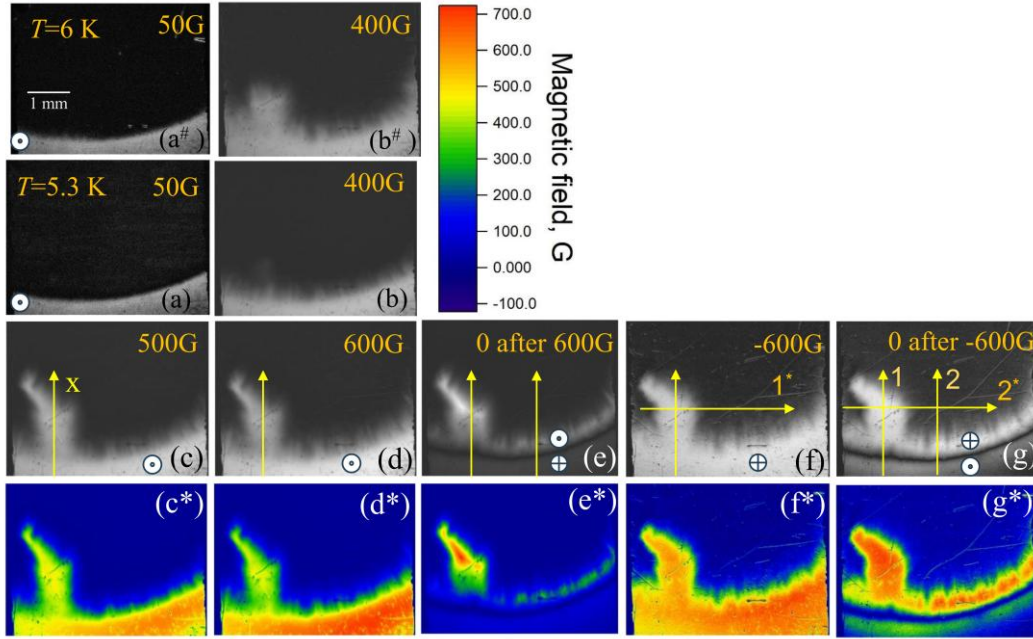 T=6 K 50G
1 mm
(a#)
400G
(b#)
T=5.3 K 50G
(a)
400G
(b)
700.0
600.0
500.0
400.0
300.0
200.0
100.0
0.000
-100.0
Magnetic field, G
500G
X
(c)
600G
(d)
0 after 600G
(e)
-600G
1*
(f)
0 after -600G
1
2
2*
(g)
(c*)
(d*)
(e*)
(f*)
(g*)